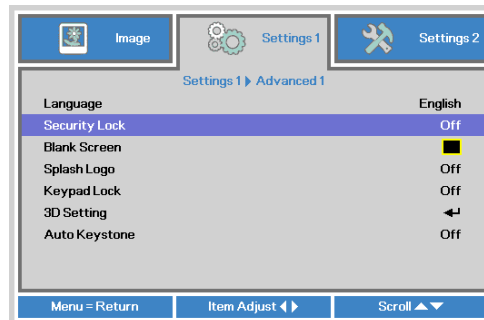 Image Settings 1 Settings 2
Settings 1 Advanced 1
Language English
Security Lock Off
Blank Screen
Splash Logo Off
Keypad Lock Off
3D Setting
Auto Keystone Off
Menu = Return Item Adjust Scroll